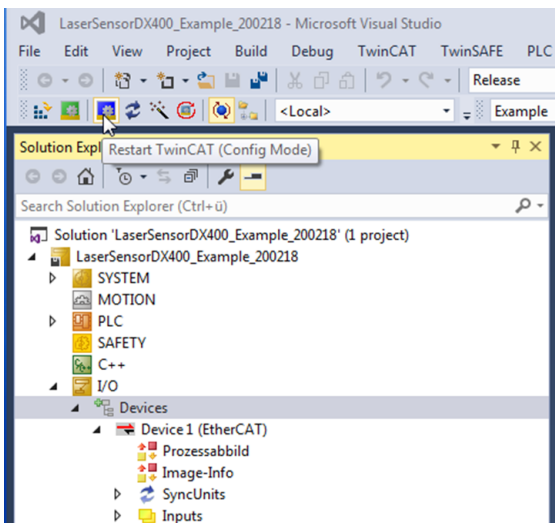 LaserSensorDX400_Example_200218 - Microsoft Visual Studio
File Edit View Project Build Debug TwinCAT TwinSAFE PLC
Release
<Local> Example
Solution Expl
Restart TwinCAT (Config Mode)
Search Solution Explorer (Ctrl+ü)
Solution 'LaserSensorDX400_Example_200218' (1 project)
LaserSensorDX400_Example_200218
SYSTEM
MOTION
PLC
SAFETY
C++
I/O
Devices
Device 1 (EtherCAT)
Prozessabbild
Image-Info
SyncUnits
Inputs